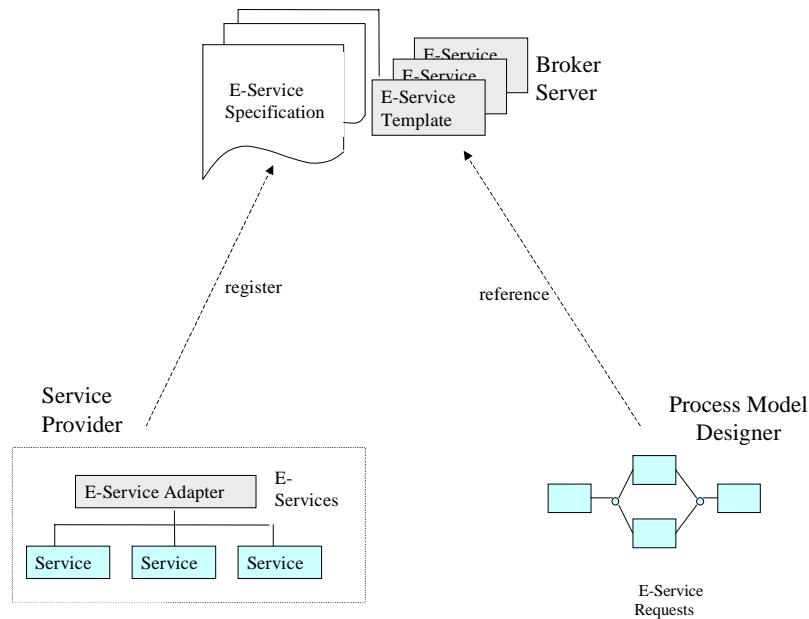 E-Service
E-Service
E-Service
Template
Broker
Server
E-Service
Specification
register
reference
Service
Provider
Process Model
Designer
E-Service Adapter
E-
Services
Service
Service
Service
E-Service
Requests